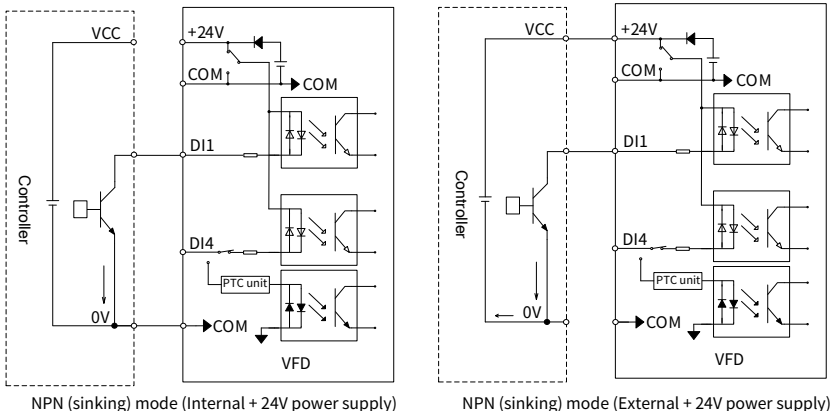 VCC
+24V
COM
COM
DI1
Controller
DI4
PTC unit
0V
COM
VFD
NPN (sinking) mode (Internal + 24V power supply)
VCC
+24V
COM
COM
DI1
Controller
DI4
PTC unit
0V
COM
VFD
NPN (sinking) mode (External + 24V power supply)